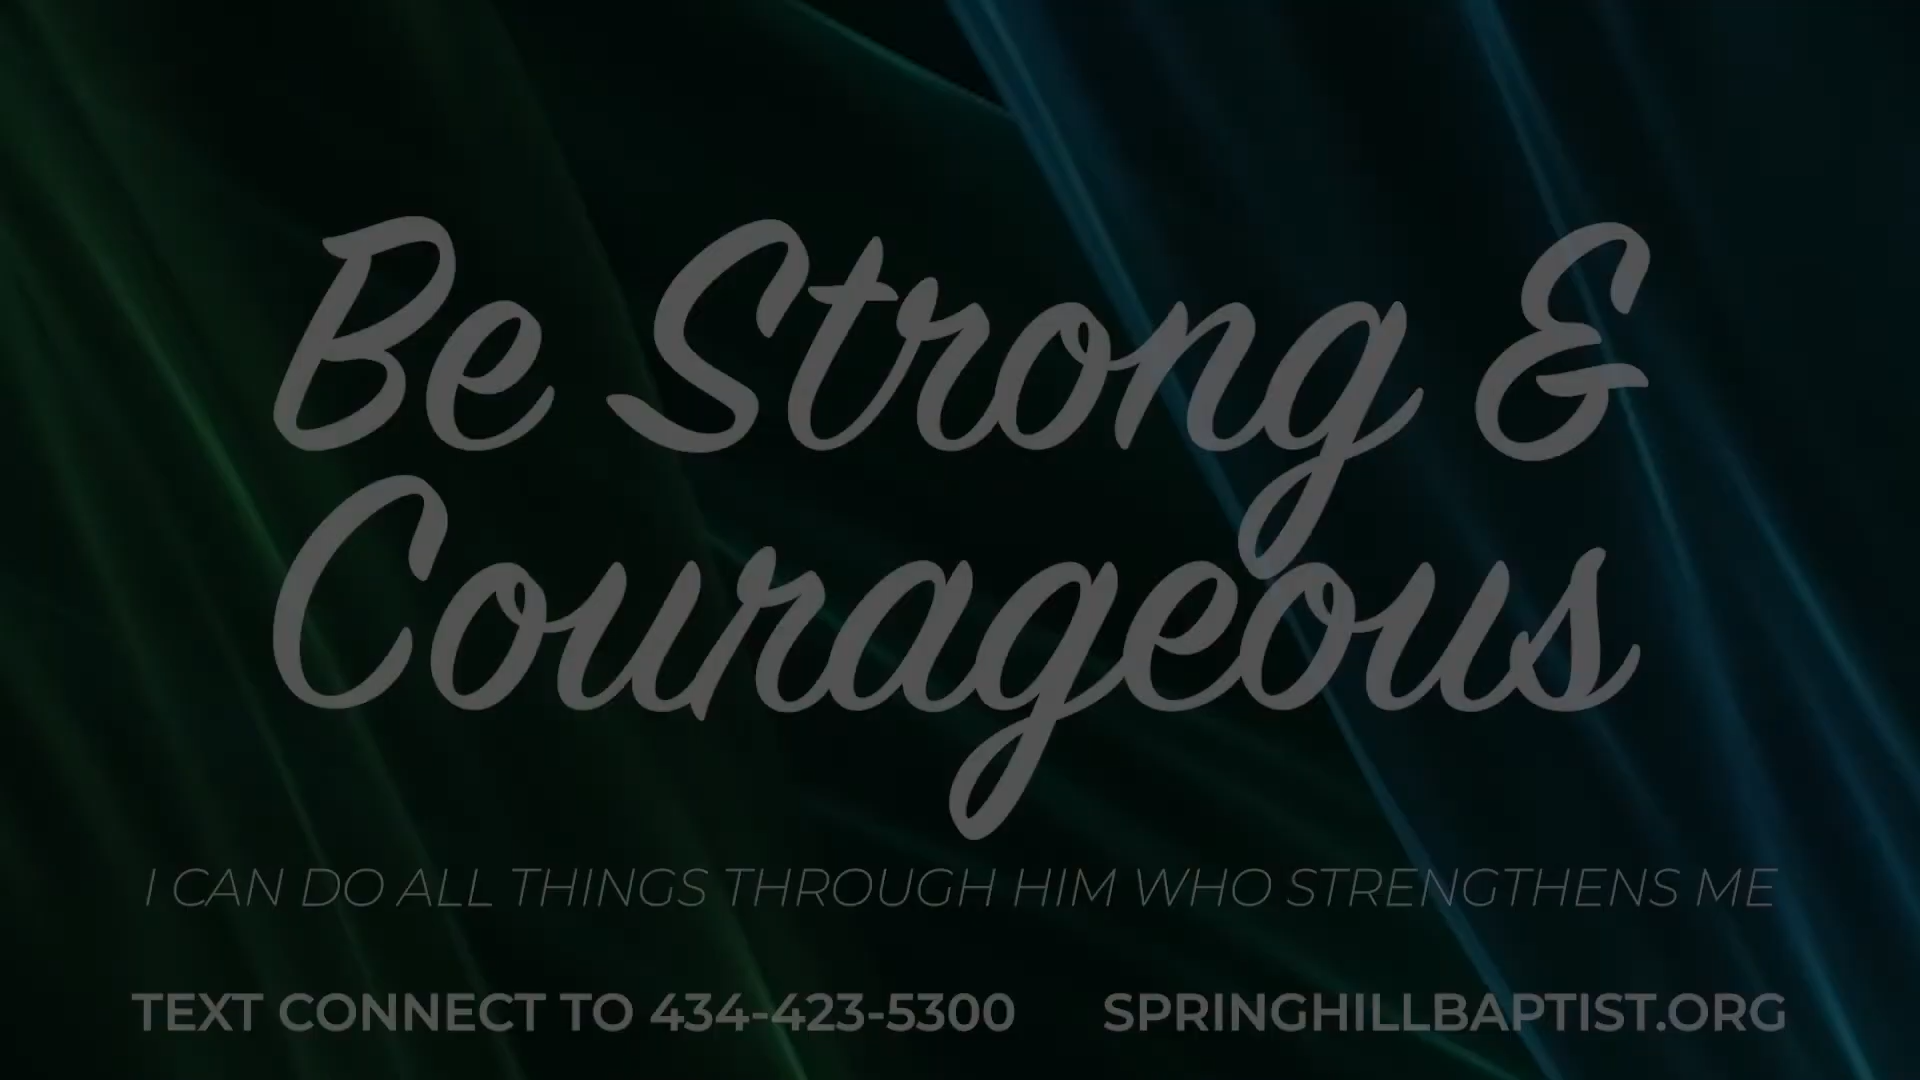 Be Strong &
Courageous
I CAN DO ALL THINGS THROUGH HIM WHO STRENGTHENS ME
TEXT CONNECT TO 434-423-5300 SPRINGHILLBAPTIST.ORG